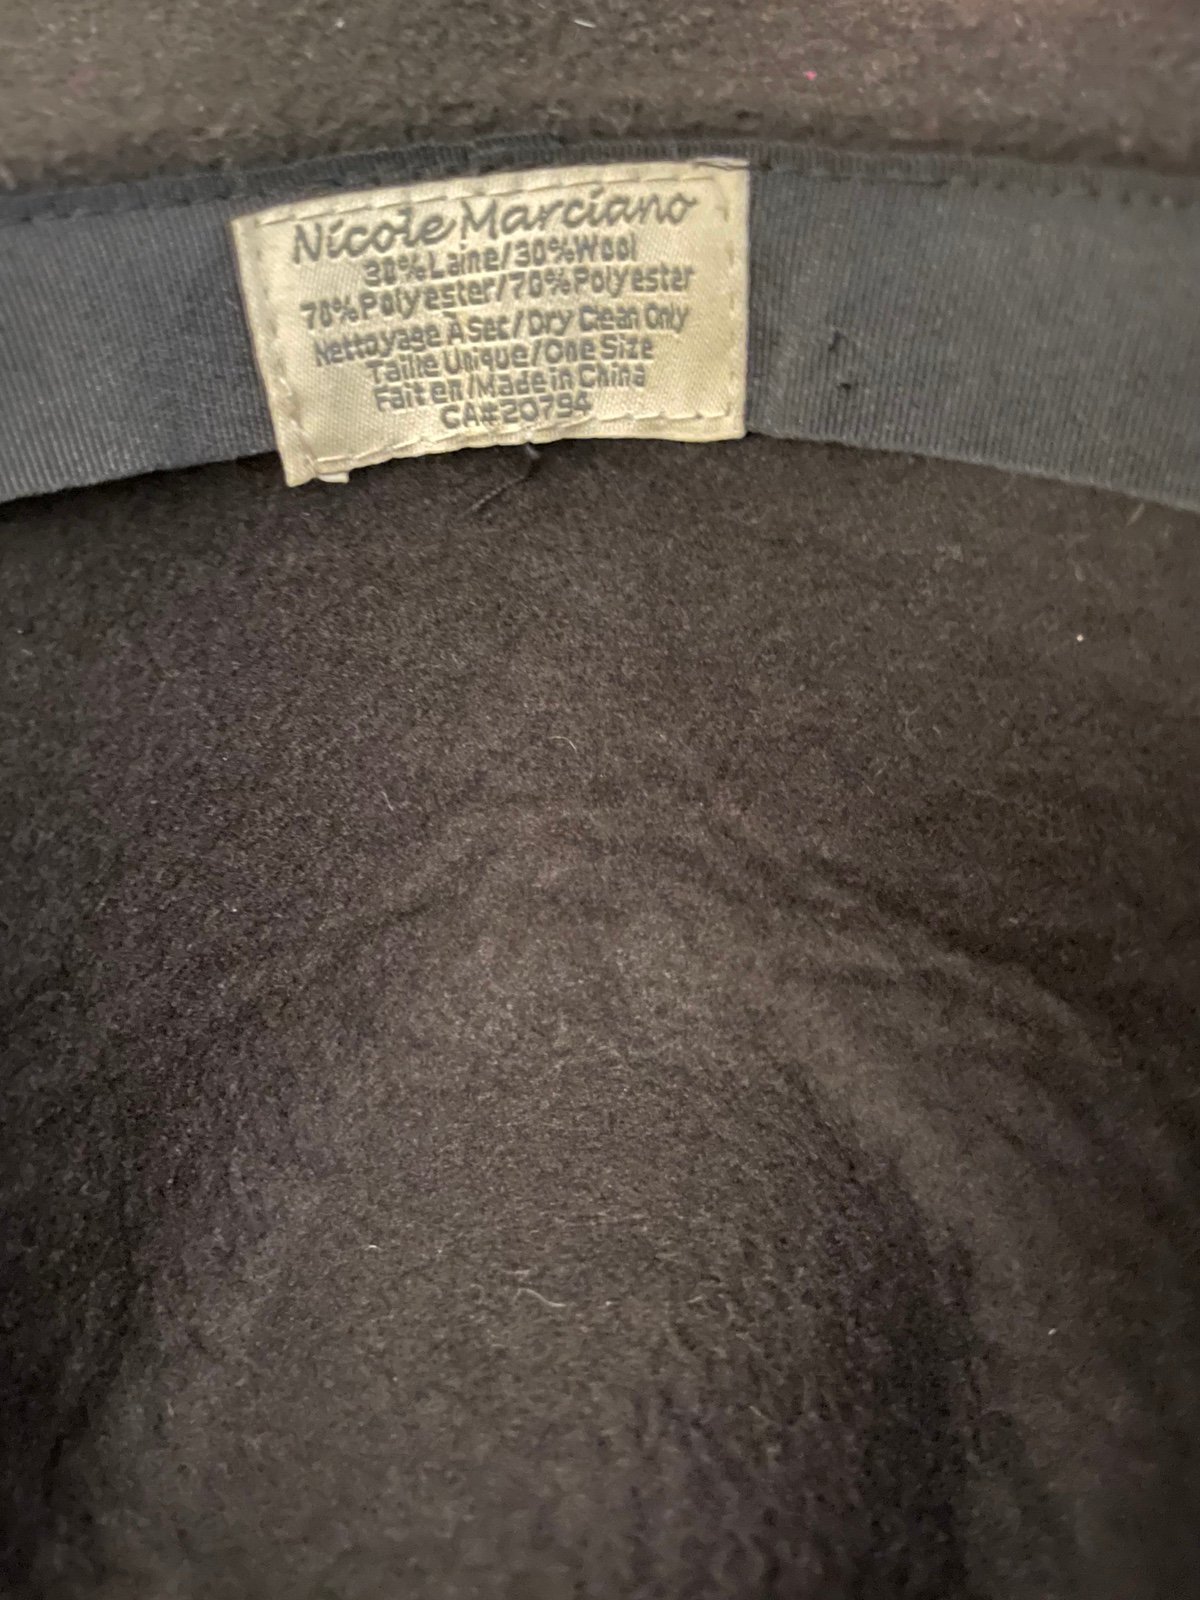 Nicole Marciano
30%Laine/30%Wool
70%Polyester/70%Polyester
Nettoyage À Sec/Dry Clean Only
Taille Unique/One Size
Fait en/Made in China
CA#20794